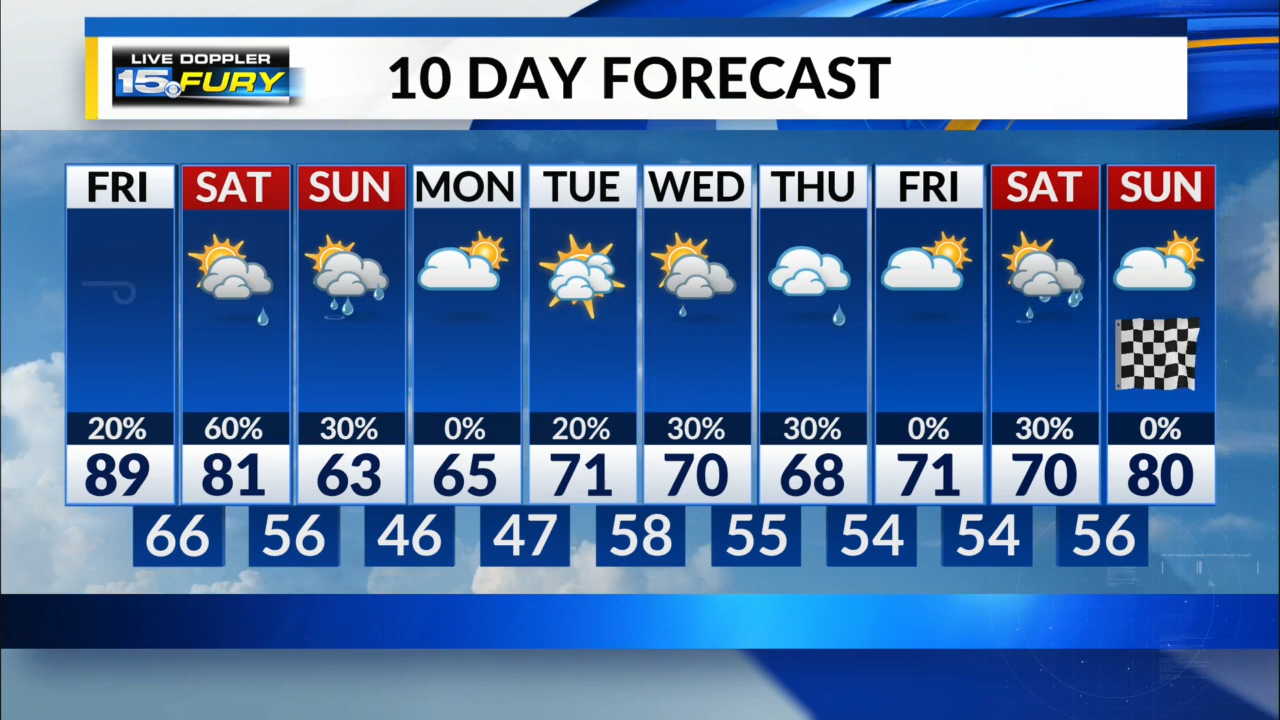 LIVE DOPPLER
15 FURY
10 DAY FORECAST
FRI SAT SUN MON TUE WED THU FRI SAT SUN
20% 60% 30% 0% 20% 30% 30% 0% 30% 0%
89 81 63 65 71 70 68 71 70 80
66 56 46 47 58 55 54 54 56